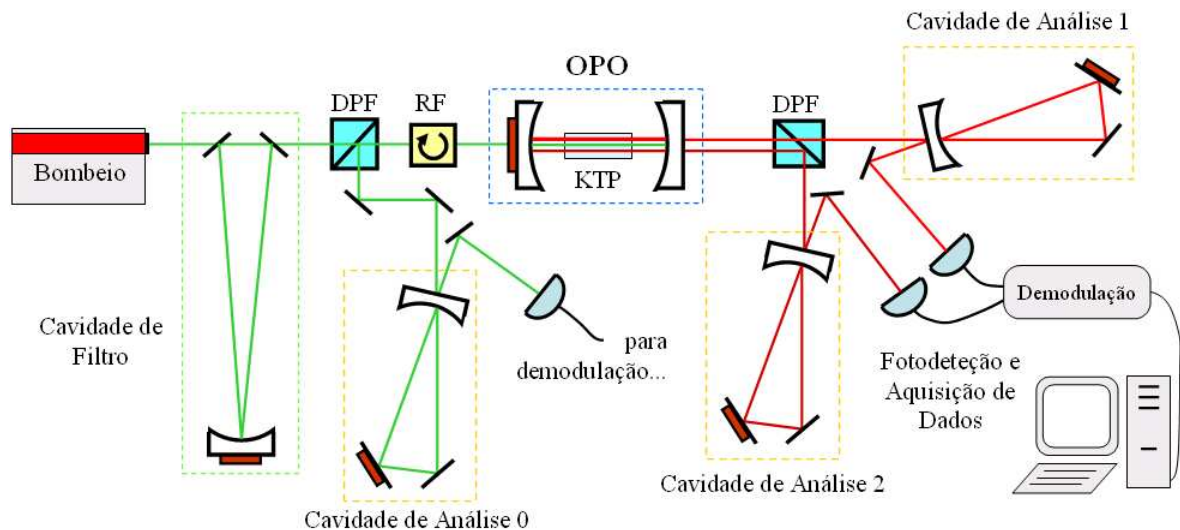 Cavidade de Análise 1
OPO
DPF
RF
DPF
Bombeio
KTP
Demodulação
Cavidade de
Filtro
para
demodulação...
Fotodeteção e
Aquisição de
Dados
Cavidade de Análise 2
Cavidade de Análise 0